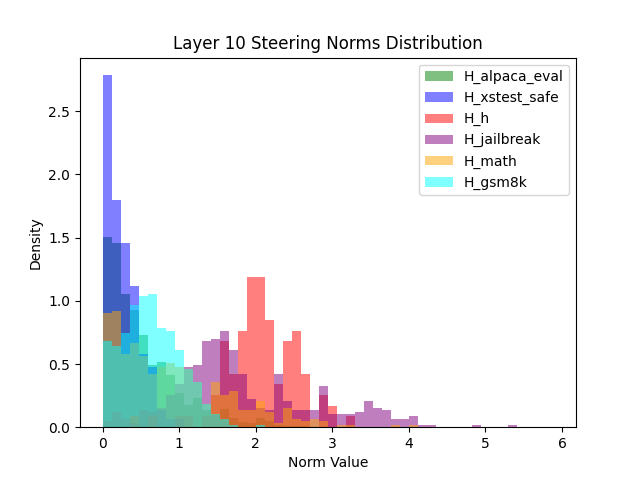 Layer 10 Steering Norms Distribution
H_alpaca_eval
H_xstest_safe
H_h
H_jailbreak
H_math
H_gsm8k
Density
2.5
2.0
1.5
1.0
0.5
0.0
0 1 2 3 4 5 6
Norm Value